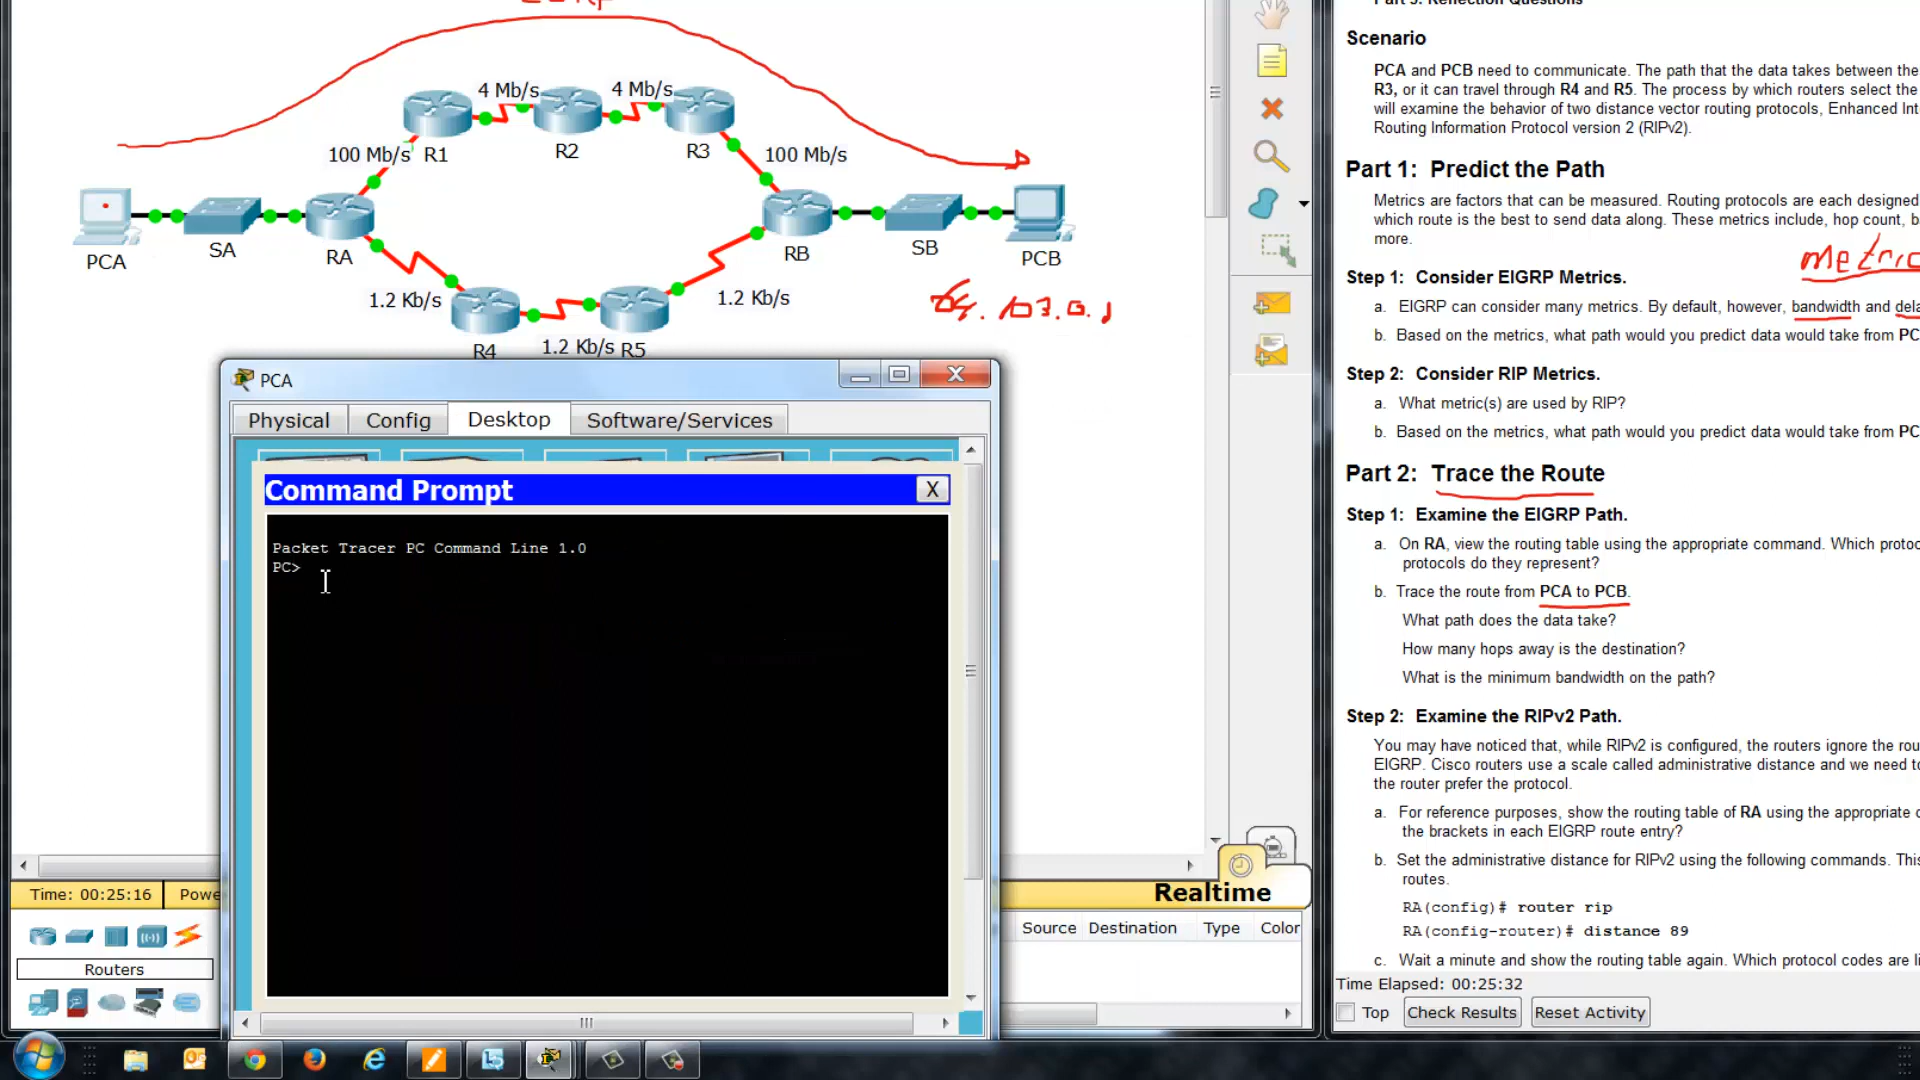 Part 3: Reflection Questions
Scenario
PCA and PCB need to communicate. The path that the data takes between the
R3, or it can travel through R4 and R5. The process by which routers select the
will examine the behavior of two distance vector routing protocols, Enhanced Int
Routing Information Protocol version 2 (RIPv2).
Part 1: Predict the Path
Metrics are factors that can be measured. Routing protocols are each designed
which route is the best to send data along. These metrics include, hop count, b
more.
metric
Step 1: Consider EIGRP Metrics.
a. EIGRP can consider many metrics. By default, however, bandwidth and dela
b. Based on the metrics, what path would you predict data would take from PC
Step 2: Consider RIP Metrics.
a. What metric(s) are used by RIP?
b. Based on the metrics, what path would you predict data would take from PC
Part 2: Trace the Route
Step 1: Examine the EIGRP Path.
a. On RA, view the routing table using the appropriate command. Which protoc
protocols do they represent?
b. Trace the route from PCA to PCB.
What path does the data take?
How many hops away is the destination?
What is the minimum bandwidth on the path?
Step 2: Examine the RIPv2 Path.
You may have noticed that, while RIPv2 is configured, the routers ignore the rou
EIGRP. Cisco routers use a scale called administrative distance and we need to
the router prefer the protocol.
a. For reference purposes, show the routing table of RA using the appropriate c
the brackets in each EIGRP route entry?
b. Set the administrative distance for RIPv2 using the following commands. This
routes.
RA(config)# router rip
RA(config-router)# distance 89
c. Wait a minute and show the routing table again. Which protocol codes are li
Time Elapsed: 00:25:32
Top Check Results Reset Activity
4 Mb/s 4 Mb/s
100 Mb/s R1 R2 R3 100 Mb/s
PCA SA RA RB SB PCB
1.2 Kb/s 1.2 Kb/s
.103.0.1
R4 1.2 Kb/s R5
PCA
Physical Config Desktop Software/Services
Command Prompt X
Packet Tracer PC Command Line 1.0
PC>
Time: 00:25:16 Powe
Realtime
Source Destination Type Color
Routers